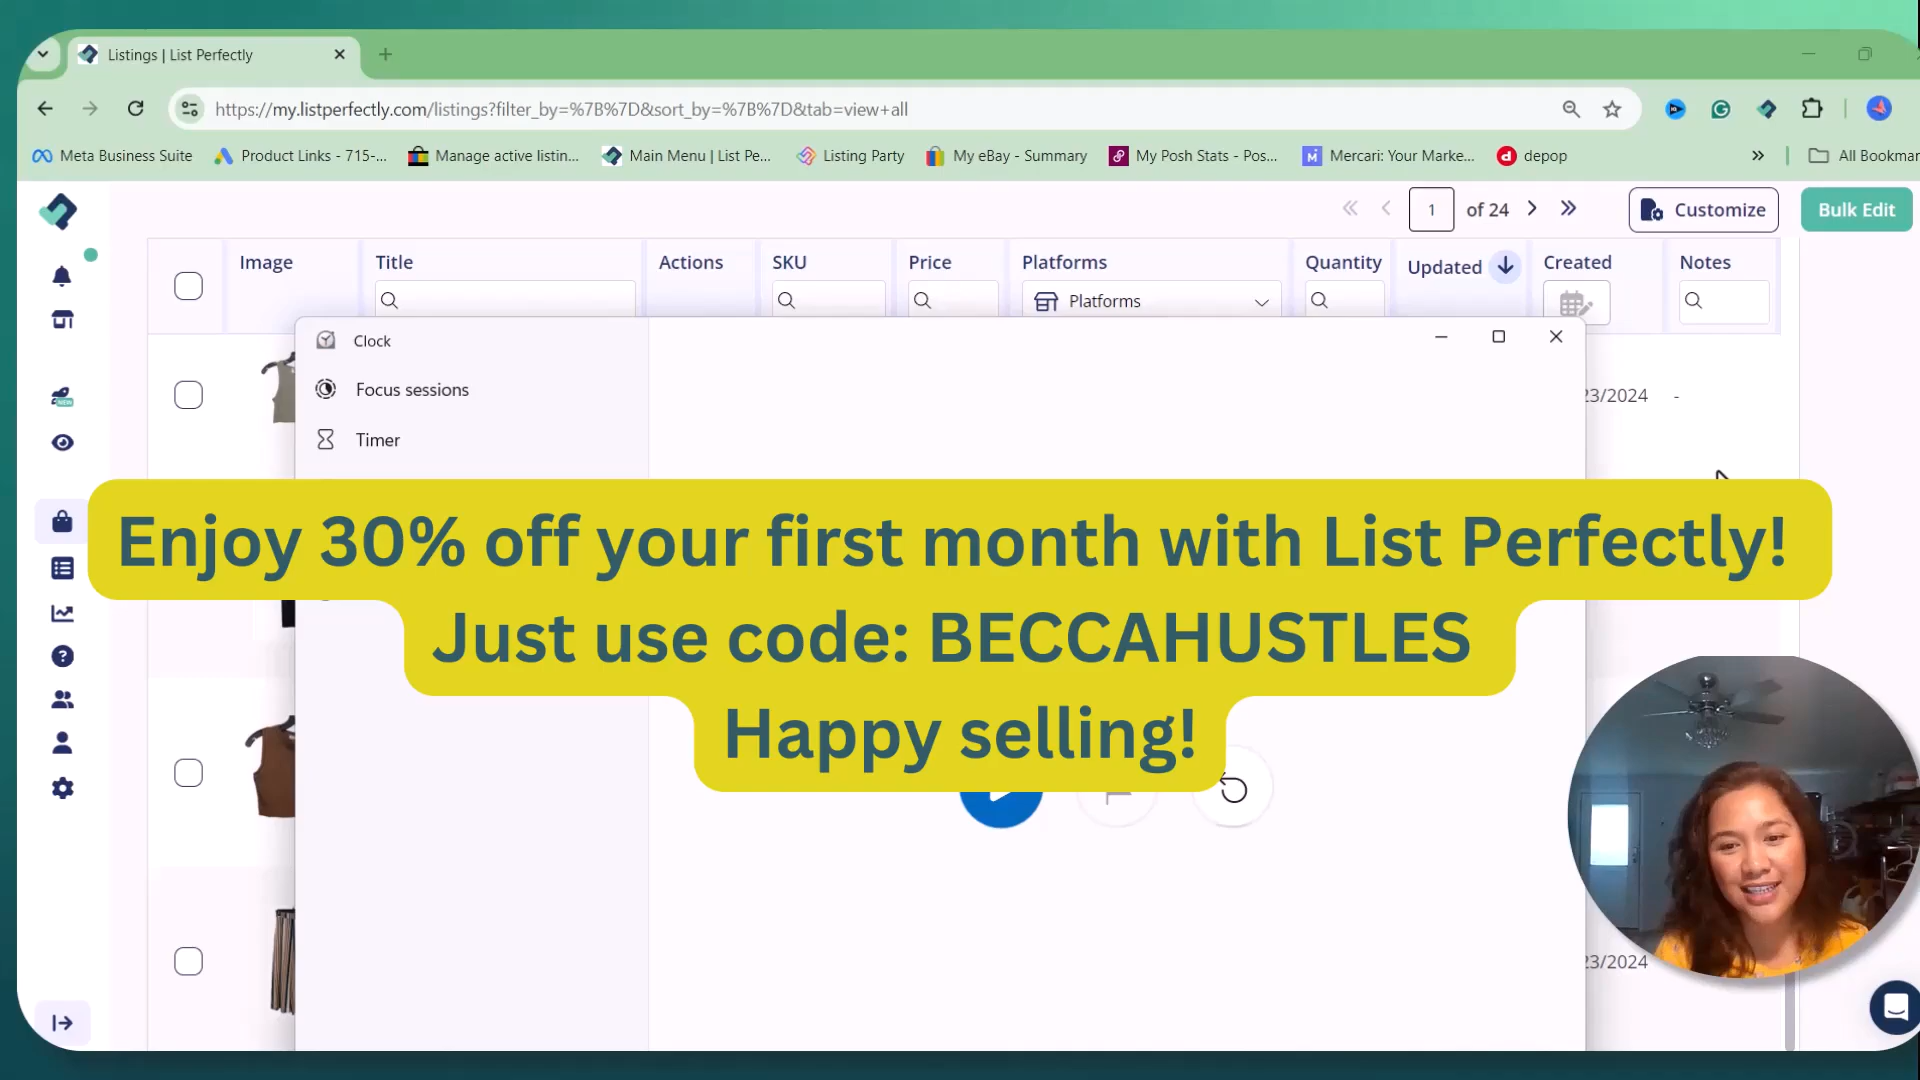 Listings | List Perfectly
https://my.listperfectly.com/listings?filter_by=%7B%7D&sort_by=%7B%7D&tab=view+all
Meta Business Suite
Product Links - 715-...
Manage active listin...
Main Menu | List Pe...
Listing Party
My eBay - Summary
My Posh Stats - Pos...
Mercari: Your Marke...
depop
All Bookmar
1 of 24
Customize
Bulk Edit
Image
Title
Actions
SKU
Price
Platforms
Quantity
Updated
Created
Notes
Platforms
Clock
Focus sessions
Timer
23/2024 -
NEW
Enjoy 30% off your first month with List Perfectly!
Just use code: BECCAHUSTLES
Happy selling!
23/2024